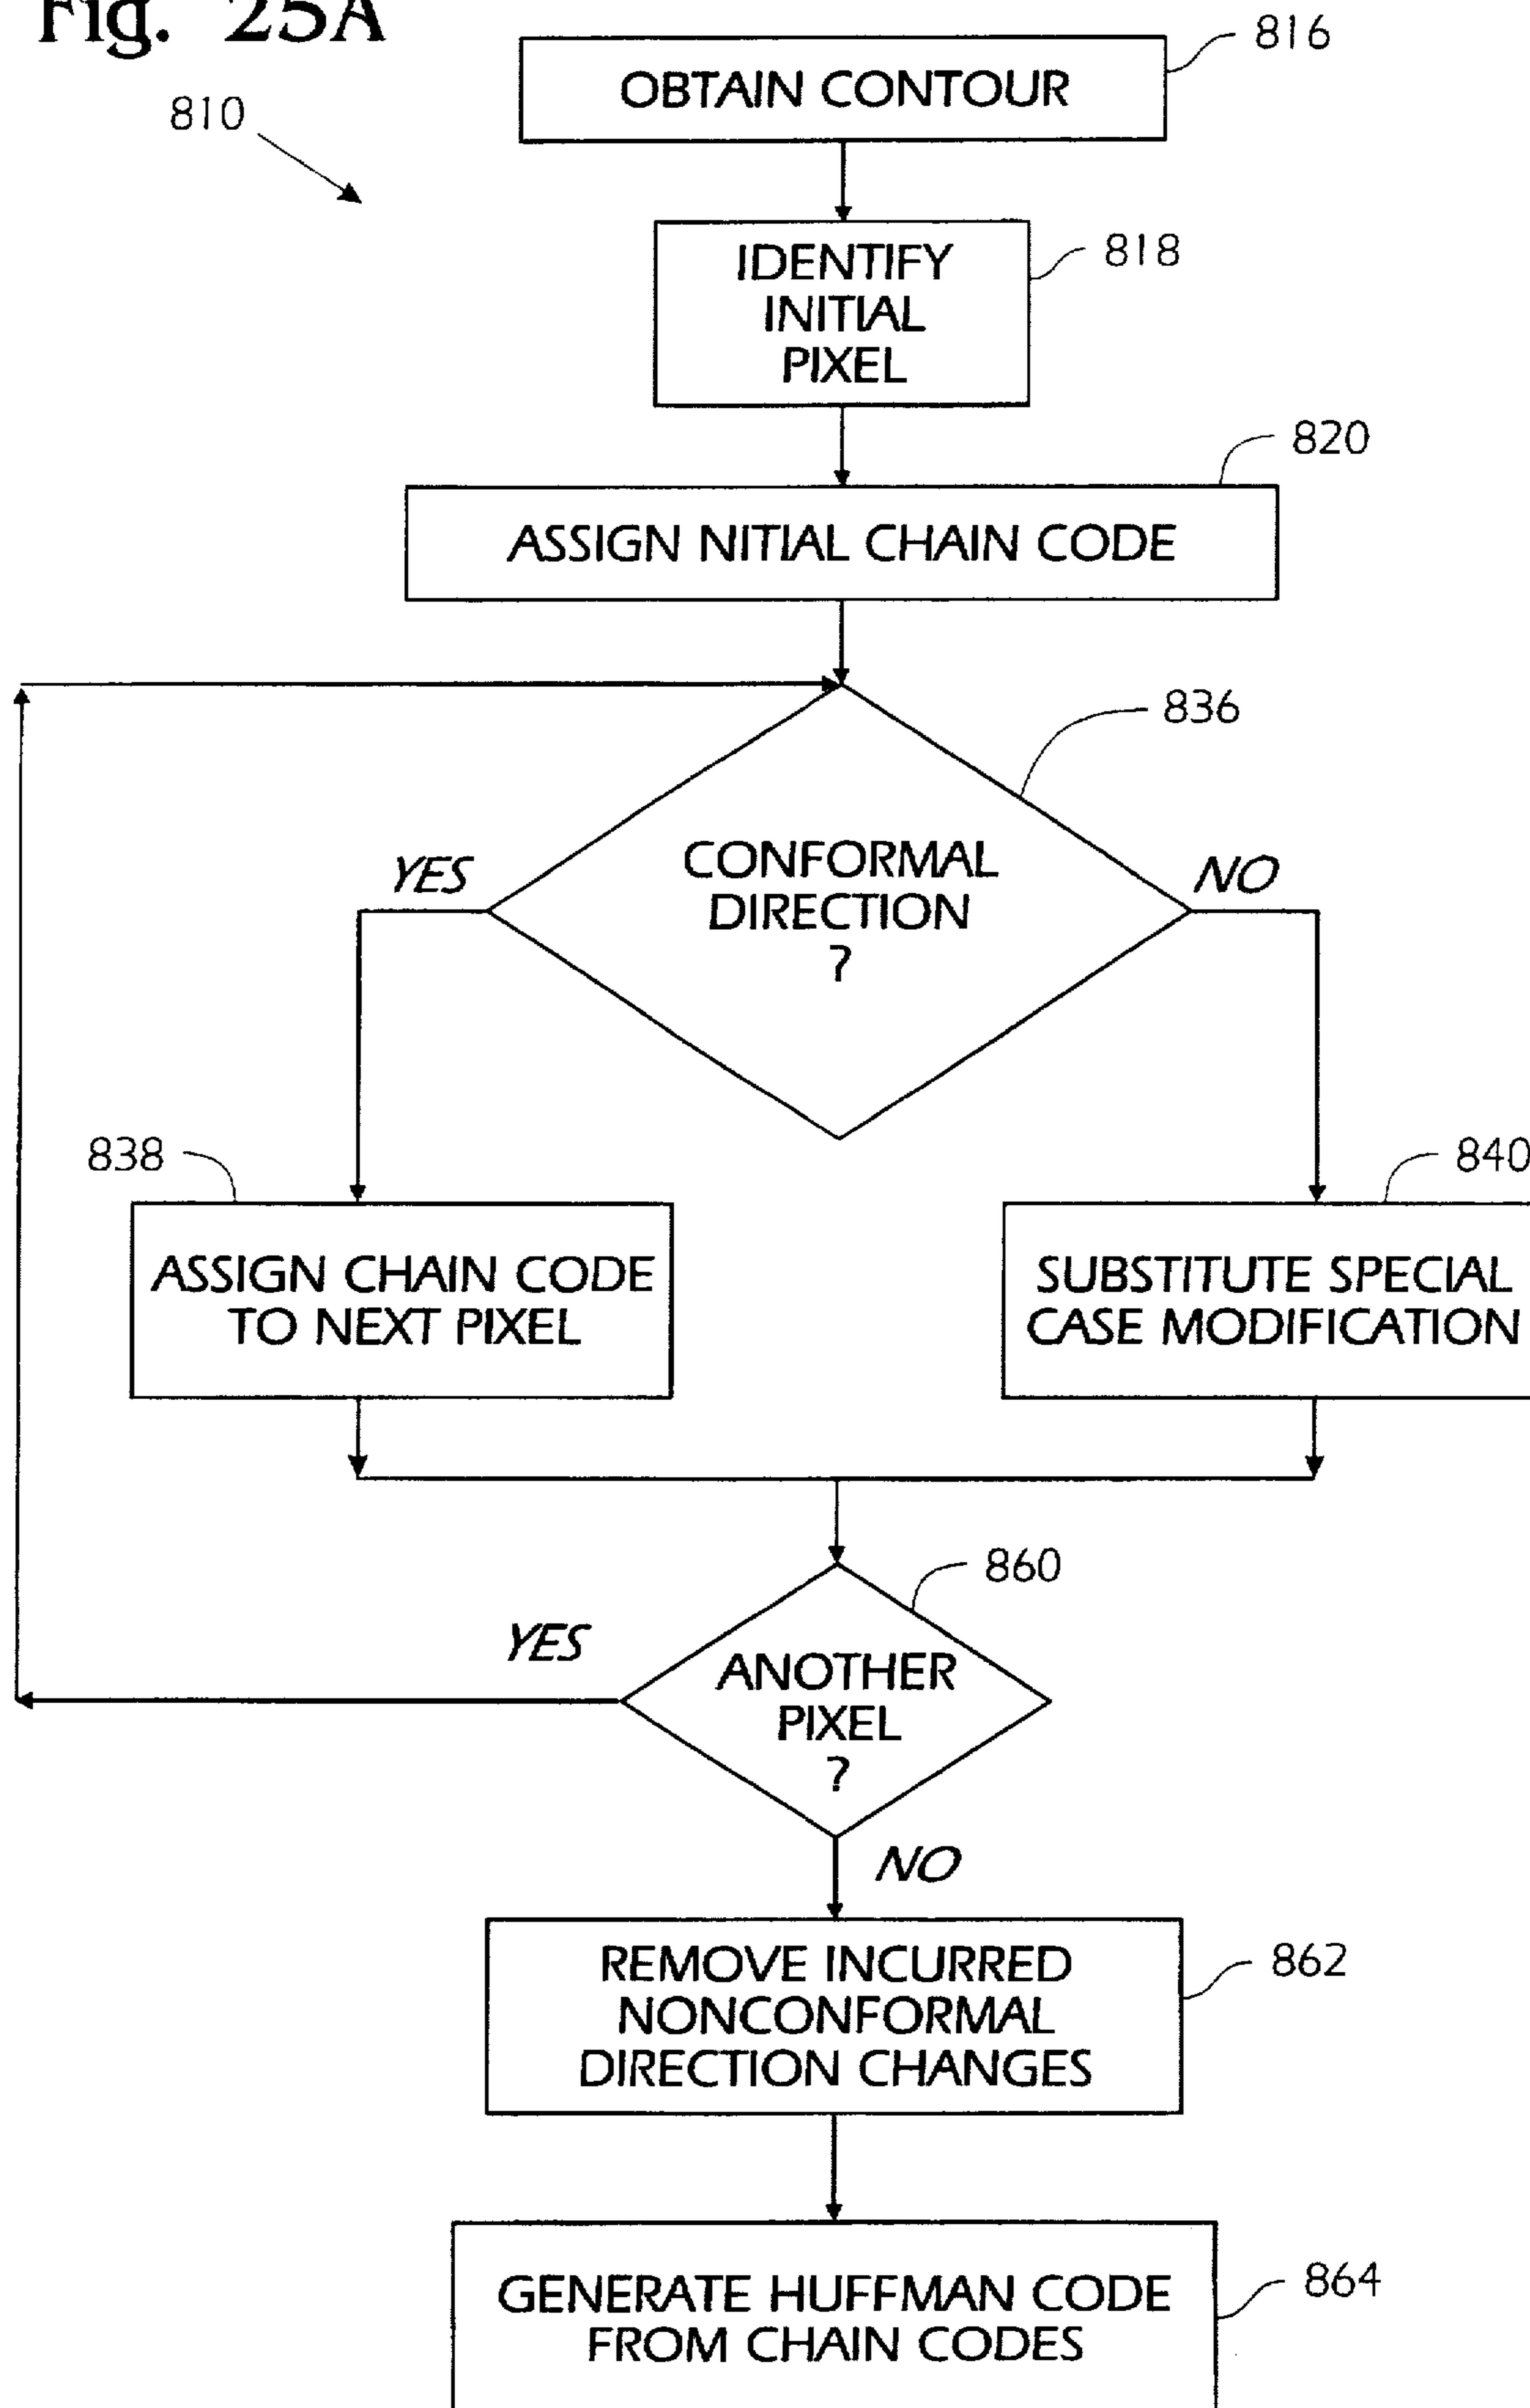 Fig. 25A
810
816
OBTAIN CONTOUR
818
IDENTIFY
INITIAL
PIXEL
820
ASSIGN NITIAL CHAIN CODE
836
CONFORMAL
DIRECTION
?
YES
NO
838
ASSIGN CHAIN CODE
TO NEXT PIXEL
840
SUBSTITUTE SPECIAL
CASE MODIFICATION
860
ANOTHER
PIXEL
?
YES
NO
862
REMOVE INCURRED
NONCONFORMAL
DIRECTION CHANGES
864
GENERATE HUFFMAN CODE
FROM CHAIN CODES